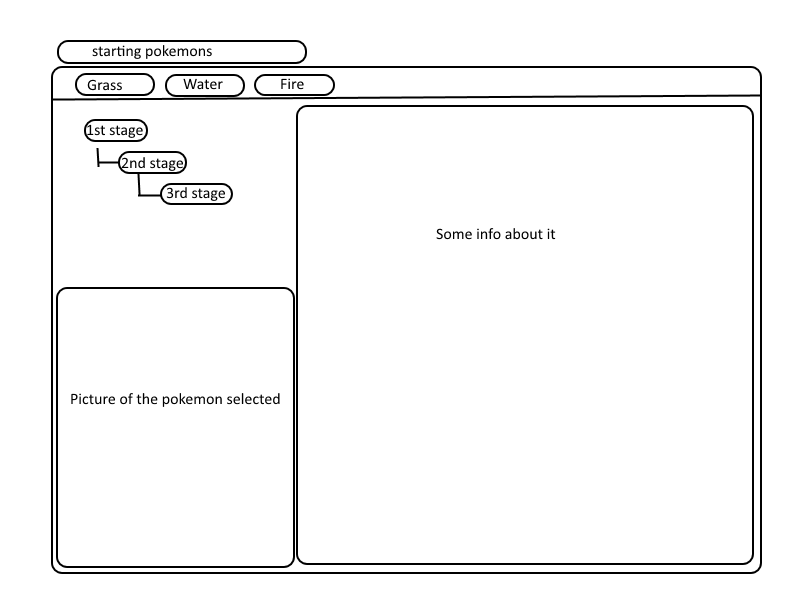 starting pokemons
Grass
Water
Fire
1st stage
2nd stage
3rd stage
Some info about it
Picture of the pokemon selected